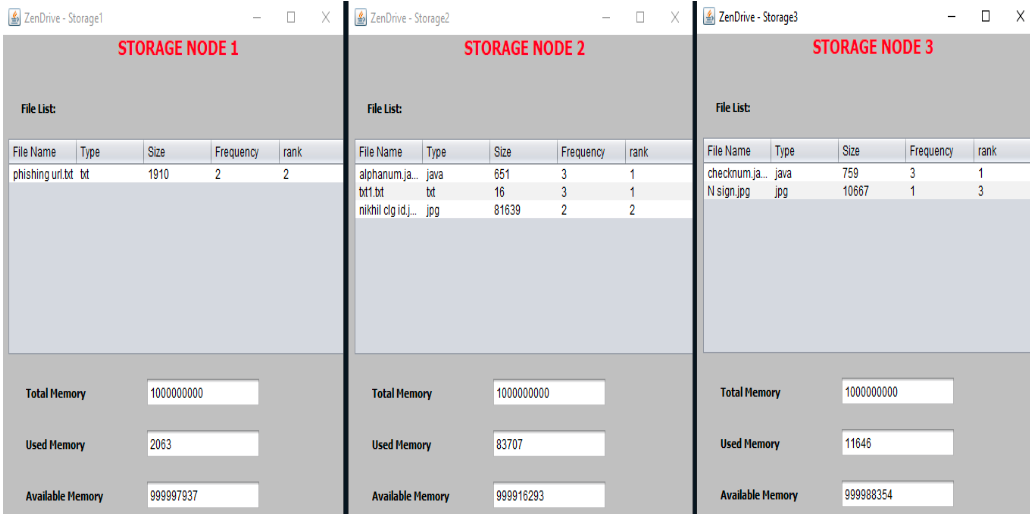 ZenDrive - Storage1
STORAGE NODE 1
File List:
File Name Type Size Frequency rank
phishing url.txt txt 1910 2 2
Total Memory 1000000000
Used Memory 2063
Available Memory 999997937
ZenDrive - Storage2
STORAGE NODE 2
File List:
File Name Type Size Frequency rank
alphanum.ja... java 651 3 1
txt1.txt txt 16 3 1
nikhil clg id.j... jpg 81639 2 2
Total Memory 1000000000
Used Memory 83707
Available Memory 999916293
ZenDrive - Storage3
STORAGE NODE 3
File List:
File Name Type Size Frequency rank
checknum.ja... java 759 3 1
N sign.jpg jpg 10667 1 3
Total Memory 1000000000
Used Memory 11646
Available Memory 999988354